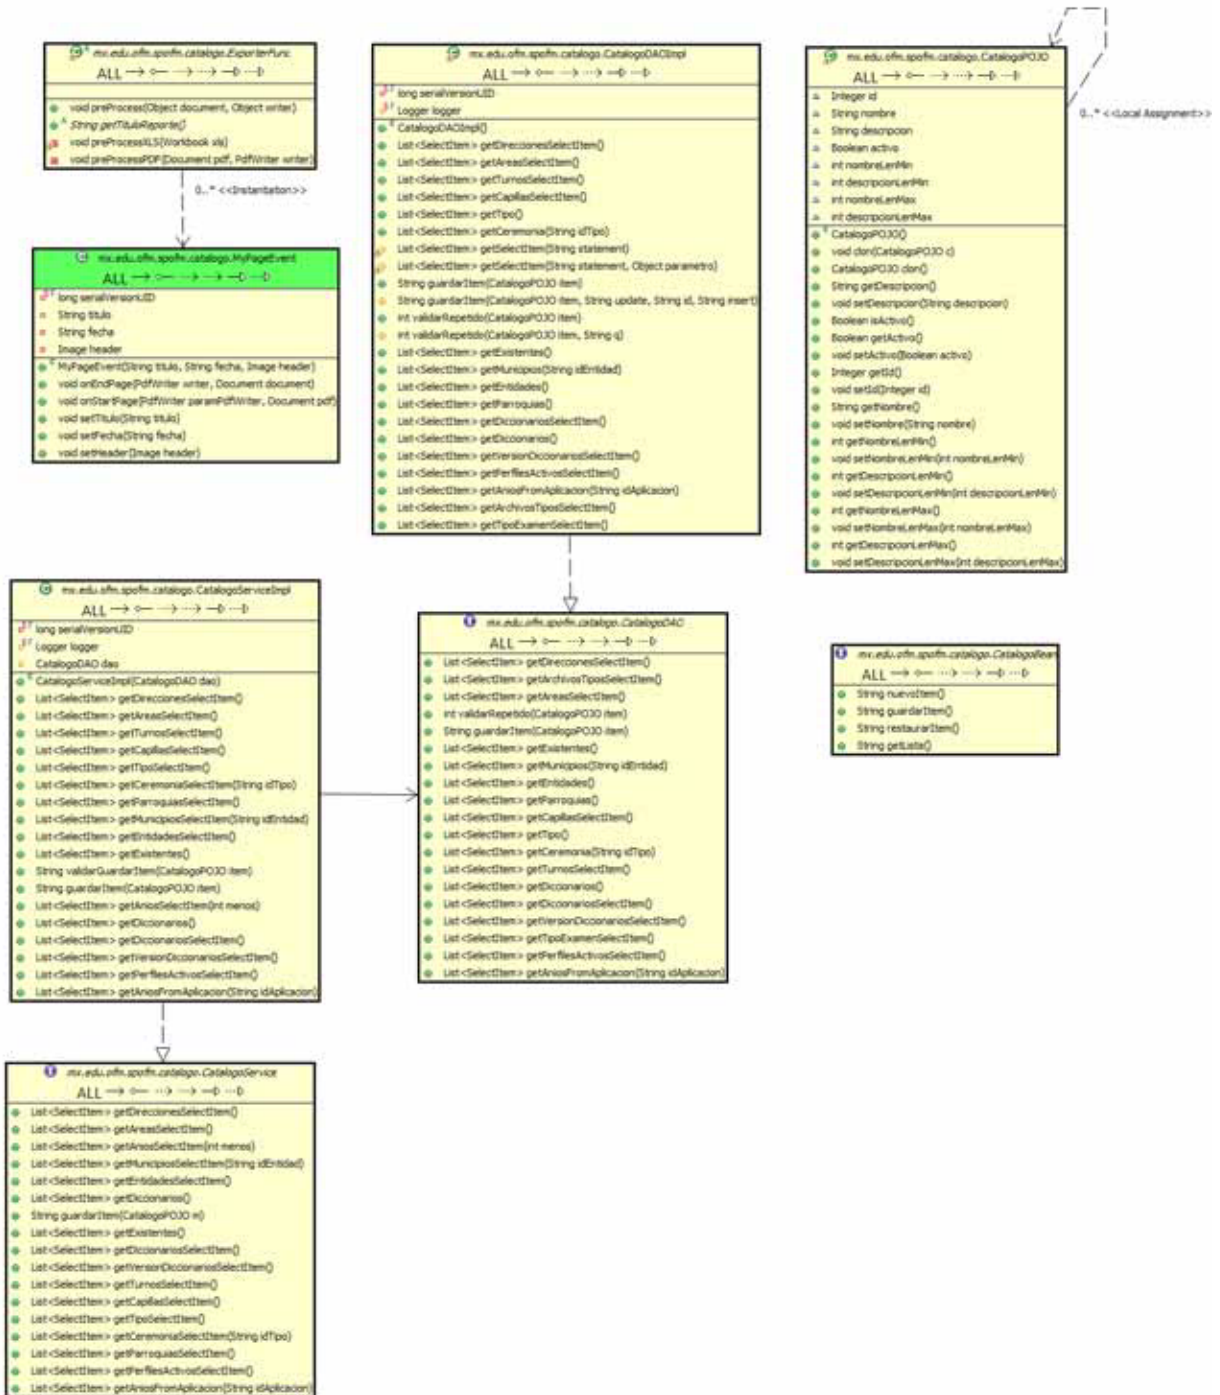 mx.edu.ofm.spofm.catalogo.ExporterFunc
ALL
void preProcess(Object document, Object writer)
String getTituloReporte()
void preProcessXLS(Workbook xls)
void preProcessPDF(Document pdf, PdfWriter writer)
0..* <<Instantiation>>
mx.edu.ofm.spofm.catalogo.MyPageEvent
ALL
long serialVersionUID
String titulo
String fecha
Image header
MyPageEvent(String titulo, String fecha, Image header)
void onEndPage(PdfWriter writer, Document document)
void onStartPage(PdfWriter paramPdfWriter, Document pdf)
void setTitulo(String titulo)
void setFecha(String fecha)
void setHeader(Image header)
mx.edu.ofm.spofm.catalogo.CatalogoDAOImpl
ALL
long serialVersionUID
Logger logger
CatalogoDAOImpl()
List<SelectItem> getDireccionesSelectItem()
List<SelectItem> getAreasSelectItem()
List<SelectItem> getTurnosSelectItem()
List<SelectItem> getCapillasSelectItem()
List<SelectItem> getTipo()
List<SelectItem> getCeremonia(String idTipo)
List<SelectItem> getSelectItem(String statement)
List<SelectItem> getSelectItem(String statement, Object parametro)
String guardarItem(CatalogoPOJO item)
String guardarItem(CatalogoPOJO item, String update, String id, String insert)
int validarRepetido(CatalogoPOJO item)
int validarRepetido(CatalogoPOJO item, String q)
List<SelectItem> getExistentes()
List<SelectItem> getMunicipios(String idEntidad)
List<SelectItem> getEntidades()
List<SelectItem> getParroquias()
List<SelectItem> getDiccionariosSelectItem()
List<SelectItem> getDiccionarios()
List<SelectItem> getVersionDiccionariosSelectItem()
List<SelectItem> getPerfilesActivosSelectItem()
List<SelectItem> getAniosFromAplicacion(String idAplicacion)
List<SelectItem> getArchivosTiposSelectItem()
List<SelectItem> getTipoExamenSelectItem()
mx.edu.ofm.spofm.catalogo.CatalogoPOJO
ALL
Integer id
String nombre
String descripcion
Boolean activo
int nombreLenMin
int descripcionLenMin
int nombreLenMax
int descripcionLenMax
CatalogoPOJO()
void clon(CatalogoPOJO c)
CatalogoPOJO clon()
String getDescripcion()
void setDescripcion(String descripcion)
Boolean isActivo()
Boolean getActivo()
void setActivo(Boolean activo)
Integer getId()
void setId(Integer id)
String getNombre()
void setNombre(String nombre)
int getNombreLenMin()
void setNombreLenMin(int nombreLenMin)
int getDescripcionLenMin()
void setDescripcionLenMin(int descripcionLenMin)
int getNombreLenMax()
void setNombreLenMax(int nombreLenMax)
int getDescripcionLenMax()
void setDescripcionLenMax(int descripcionLenMax)
0..* <<Local Assignment>>
mx.edu.ofm.spofm.catalogo.CatalogoServiceImpl
ALL
long serialVersionUID
Logger logger
CatalogoDAO dao
CatalogoServiceImpl(CatalogoDAO dao)
List<SelectItem> getDireccionesSelectItem()
List<SelectItem> getAreasSelectItem()
List<SelectItem> getTurnosSelectItem()
List<SelectItem> getCapillasSelectItem()
List<SelectItem> getTipoSelectItem()
List<SelectItem> getCeremoniaSelectItem(String idTipo)
List<SelectItem> getParroquiasSelectItem()
List<SelectItem> getMunicipiosSelectItem(String idEntidad)
List<SelectItem> getEntidadesSelectItem()
List<SelectItem> getExistentes()
String validarGuardarItem(CatalogoPOJO item)
String guardarItem(CatalogoPOJO item)
List<SelectItem> getAniosSelectItem(int menos)
List<SelectItem> getDiccionarios()
List<SelectItem> getDiccionariosSelectItem()
List<SelectItem> getVersionDiccionariosSelectItem()
List<SelectItem> getPerfilesActivosSelectItem()
List<SelectItem> getAniosFromAplicacion(String idAplicacion)
mx.edu.ofm.spofm.catalogo.CatalogoDAO
ALL
List<SelectItem> getDireccionesSelectItem()
List<SelectItem> getArchivosTiposSelectItem()
List<SelectItem> getAreasSelectItem()
int validarRepetido(CatalogoPOJO item)
String guardarItem(CatalogoPOJO item)
List<SelectItem> getExistentes()
List<SelectItem> getMunicipios(String idEntidad)
List<SelectItem> getEntidades()
List<SelectItem> getParroquias()
List<SelectItem> getCapillasSelectItem()
List<SelectItem> getTipo()
List<SelectItem> getCeremonia(String idTipo)
List<SelectItem> getTurnosSelectItem()
List<SelectItem> getDiccionarios()
List<SelectItem> getDiccionariosSelectItem()
List<SelectItem> getVersionDiccionariosSelectItem()
List<SelectItem> getTipoExamenSelectItem()
List<SelectItem> getPerfilesActivosSelectItem()
List<SelectItem> getAniosFromAplicacion(String idAplicacion)
mx.edu.ofm.spofm.catalogo.CatalogoBean
ALL
String nuevoItem()
String guardarItem()
String restaurarItem()
String getLista()
mx.edu.ofm.spofm.catalogo.CatalogoService
ALL
List<SelectItem> getDireccionesSelectItem()
List<SelectItem> getAreasSelectItem()
List<SelectItem> getAniosSelectItem(int menos)
List<SelectItem> getMunicipiosSelectItem(String idEntidad)
List<SelectItem> getEntidadesSelectItem()
List<SelectItem> getDiccionarios()
String guardarItem(CatalogoPOJO m)
List<SelectItem> getExistentes()
List<SelectItem> getDiccionariosSelectItem()
List<SelectItem> getVersionDiccionariosSelectItem()
List<SelectItem> getTurnosSelectItem()
List<SelectItem> getCapillasSelectItem()
List<SelectItem> getTipoSelectItem()
List<SelectItem> getCeremoniaSelectItem(String idTipo)
List<SelectItem> getParroquiasSelectItem()
List<SelectItem> getPerfilesActivosSelectItem()
List<SelectItem> getAniosFromAplicacion(String idAplicacion)